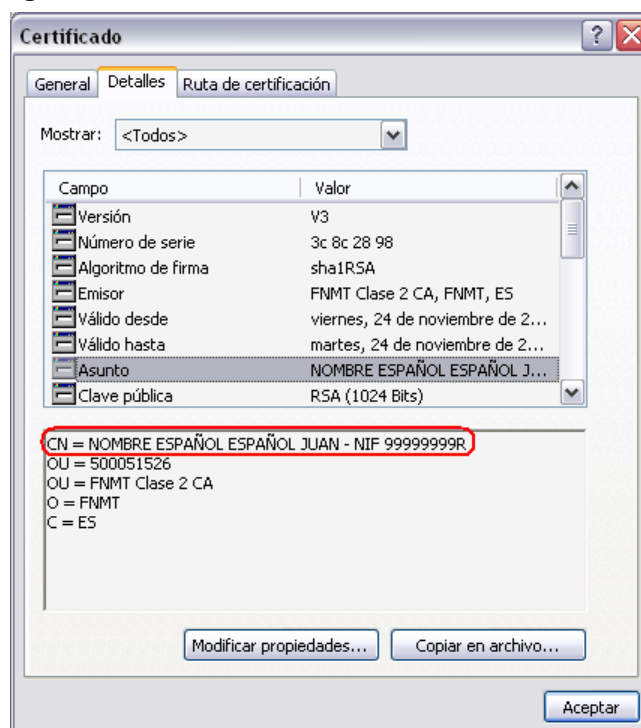 Certificado
General Detalles Ruta de certificación
Mostrar: <Todos>
Campo Valor
Versión V3
Número de serie 3c 8c 28 98
Algoritmo de firma sha1RSA
Emisor FNMT Clase 2 CA, FNMT, ES
Válido desde viernes, 24 de noviembre de 2...
Válido hasta martes, 24 de noviembre de 2...
Asunto NOMBRE ESPAÑOL ESPAÑOL J...
Clave pública RSA (1024 Bits)
CN = NOMBRE ESPAÑOL ESPAÑOL JUAN - NIF 99999999R
OU = 500051526
OU = FNMT Clase 2 CA
O = FNMT
C = ES
Modificar propiedades... Copiar en archivo...
Aceptar